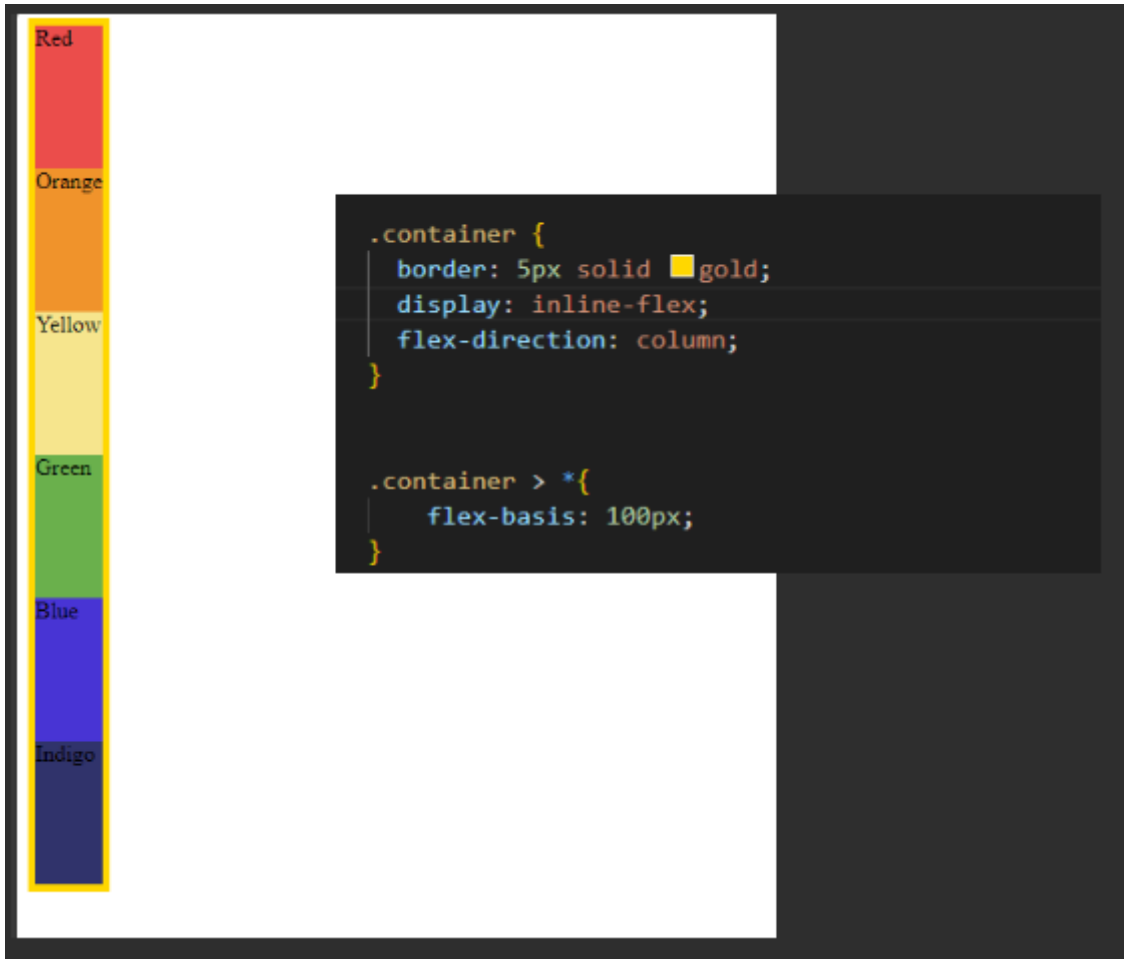 Red
Orange
Yellow
Green
Blue
Indigo
.container {
border: 5px solid gold;
display: inline-flex;
flex-direction: column;
}
.container > *{
flex-basis: 100px;
}